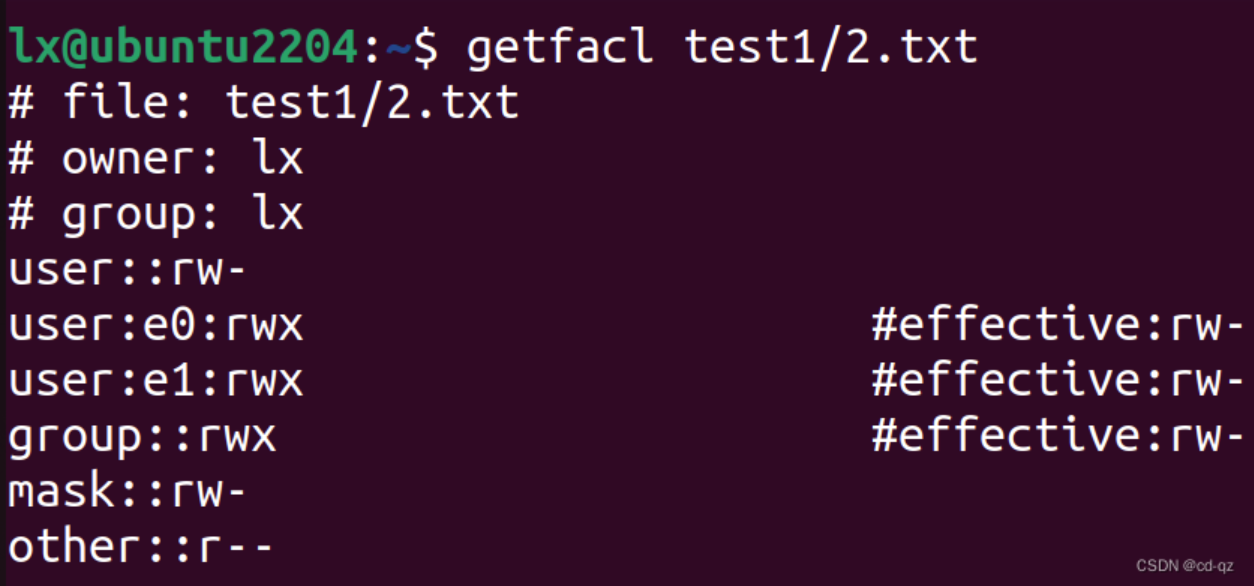 lx@ubuntu2204:~$ getfacl test1/2.txt
# file: test1/2.txt
# owner: lx
# group: lx
user::rw-
user:e0:rwx #effective:rw-
user:e1:rwx #effective:rw-
group::rwx #effective:rw-
mask::rw-
other::r--
CSDN @cd-qz